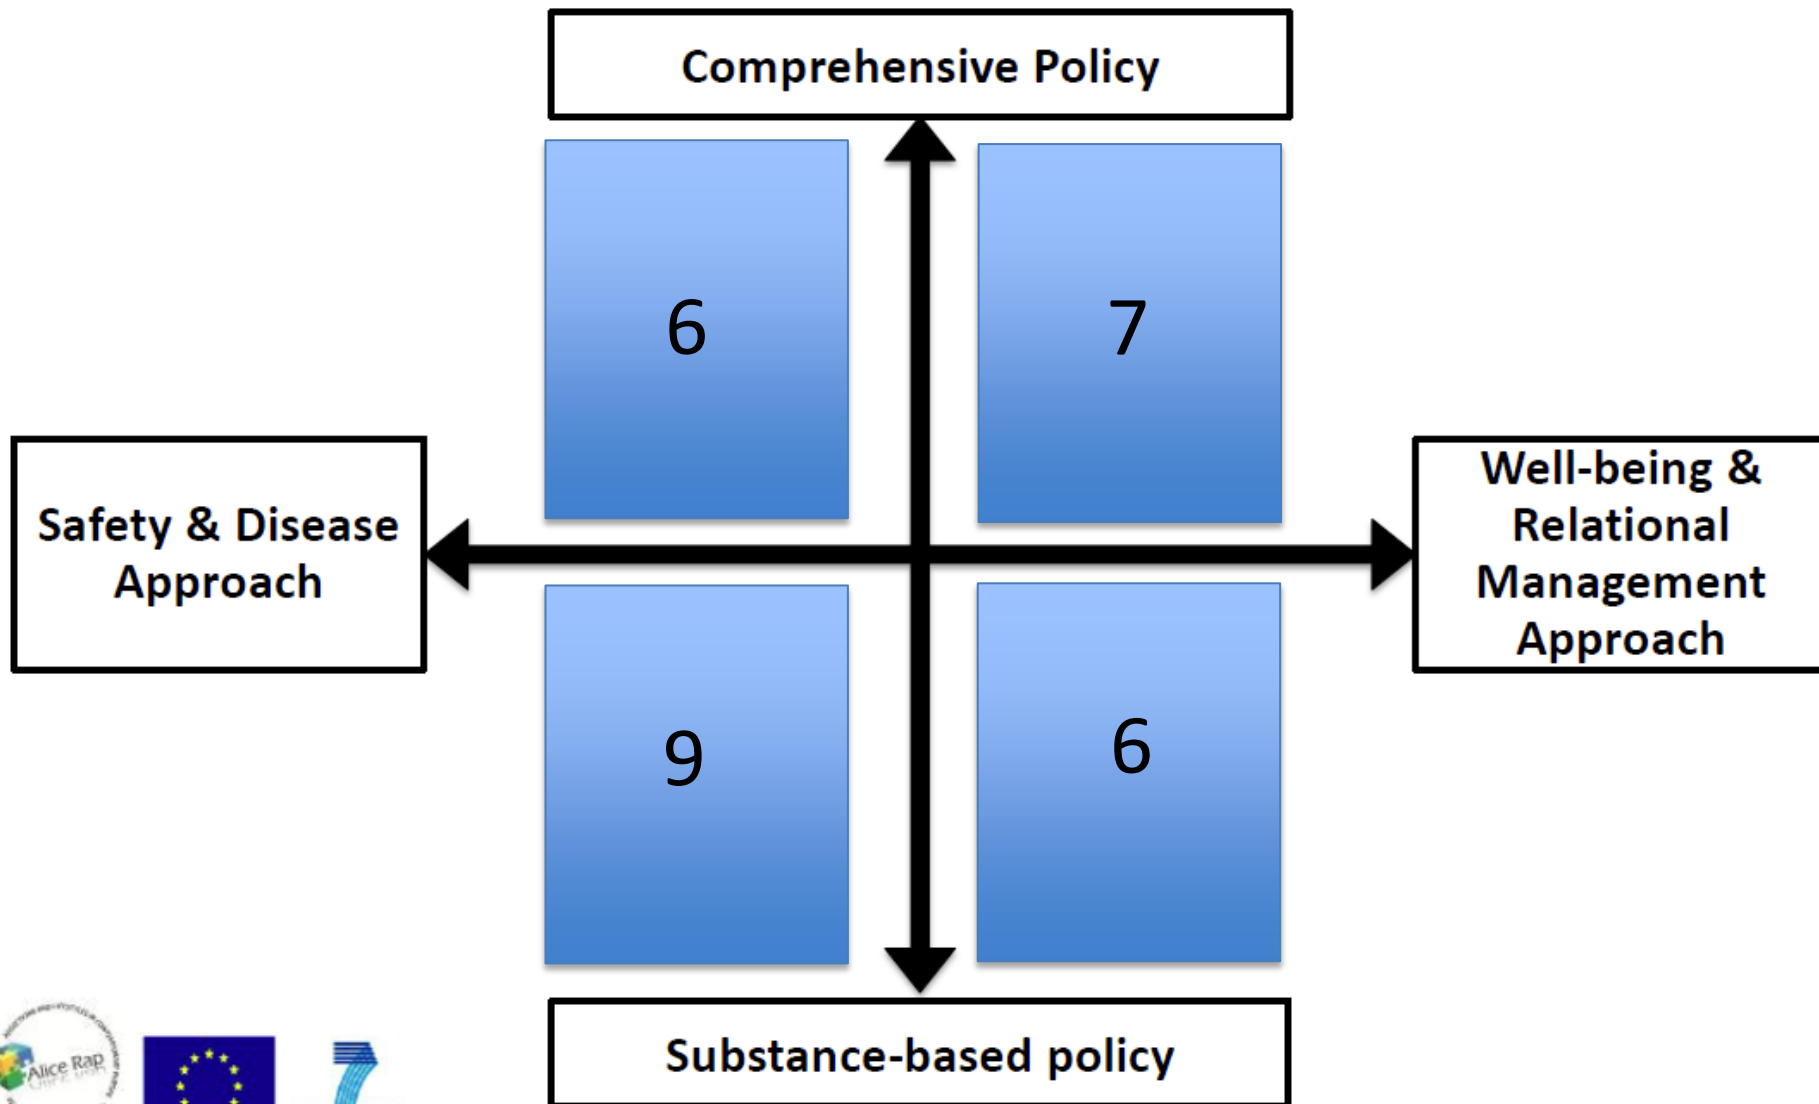 Comprehensive Policy
6
7
Safety & Disease
Approach
Well-being &
Relational
Management
Approach
9
6
Substance-based policy
Alice Rap
7